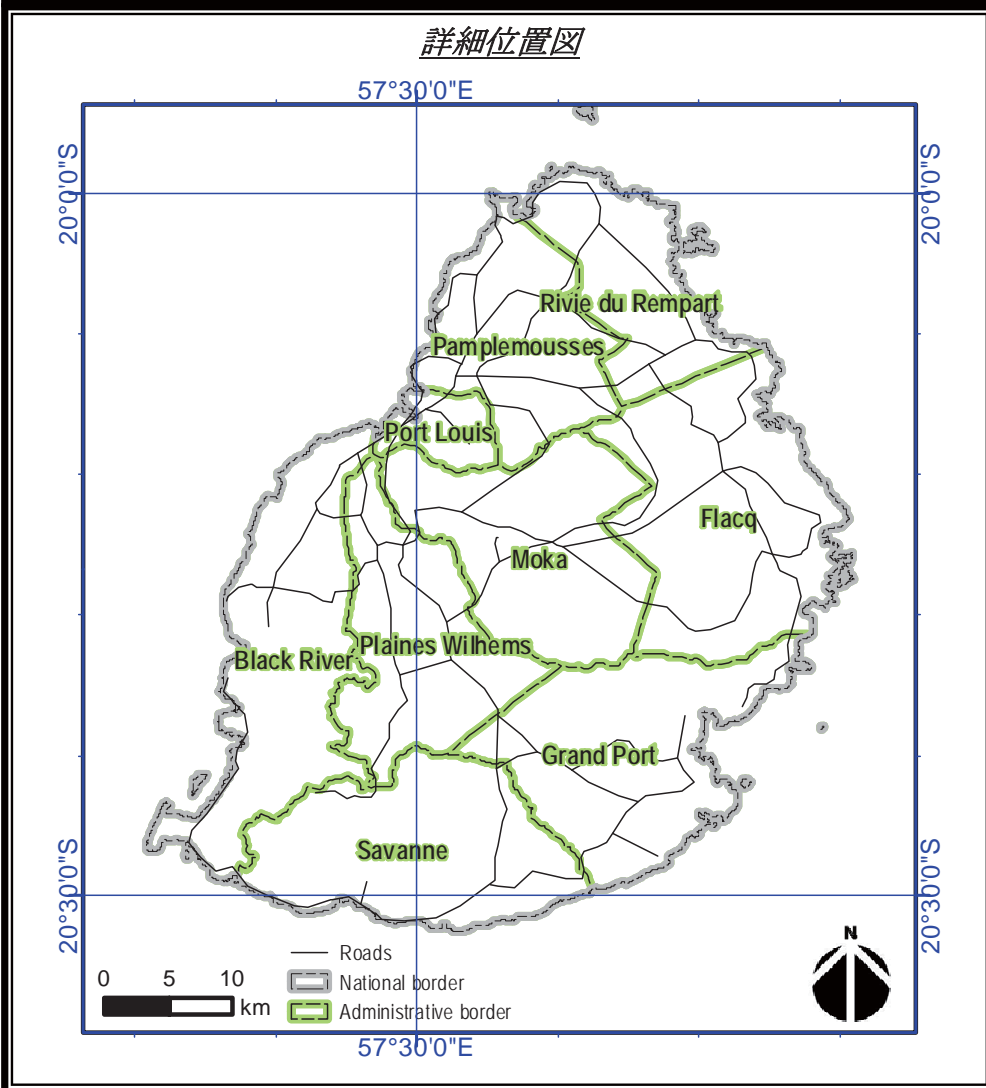 詳細位置図
57°30'0"E
20°0'0"S
20°0'0"S
Rivie du Rempart
Pamplemousses
Port Louis
Flacq
Moka
Plaines Wilhems
Black River
Grand Port
Savanne
20°30'0"S
20°30'0"S
N
Roads
0 5 10
National border
km
Administrative border
57°30'0"E